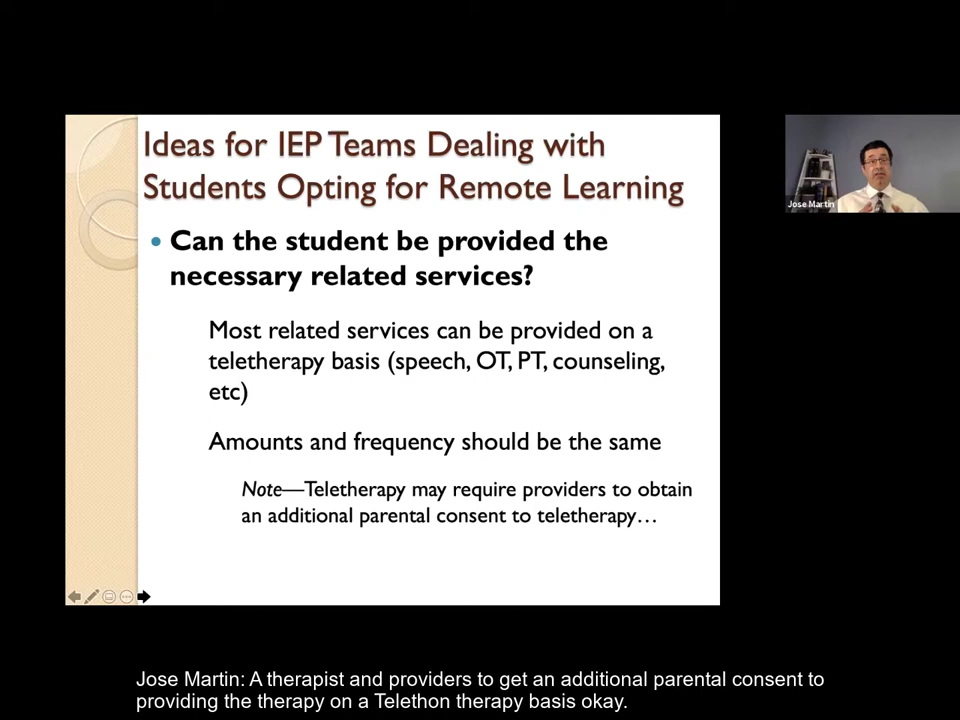 Ideas for IEP Teams Dealing with
Students Opting for Remote Learning
• Can the student be provided the
necessary related services?
Most related services can be provided on a
teletherapy basis (speech, OT, PT, counseling,
etc)
Amounts and frequency should be the same
Note—Teletherapy may require providers to obtain
an additional parental consent to teletherapy…
Jose Martin
Jose Martin: A therapist and providers to get an additional parental consent to
providing the therapy on a Telethon therapy basis okay.